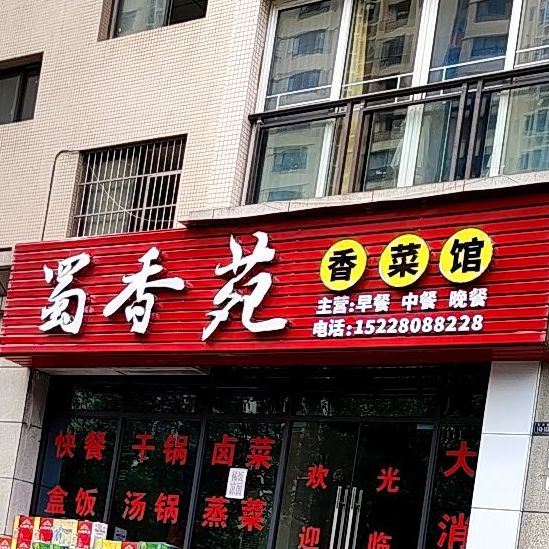 蜀香苑
香菜馆
主营:早餐 中餐 晚餐
电话:15228088228
快餐 干锅 卤菜
盒饭 汤锅 蒸菜
欢迎
光临
大消